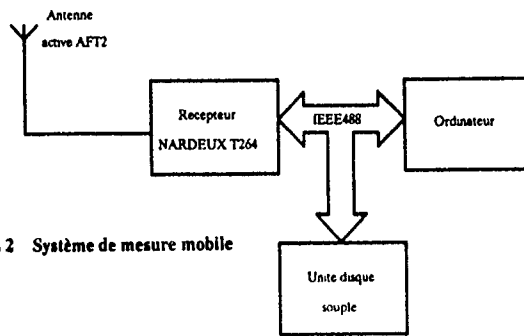 Antenne
active AFT2
Recepteur
NARDEUX T264
IEEE488
Ordinateur
2 Système de mesure mobile
Unite disque
souple